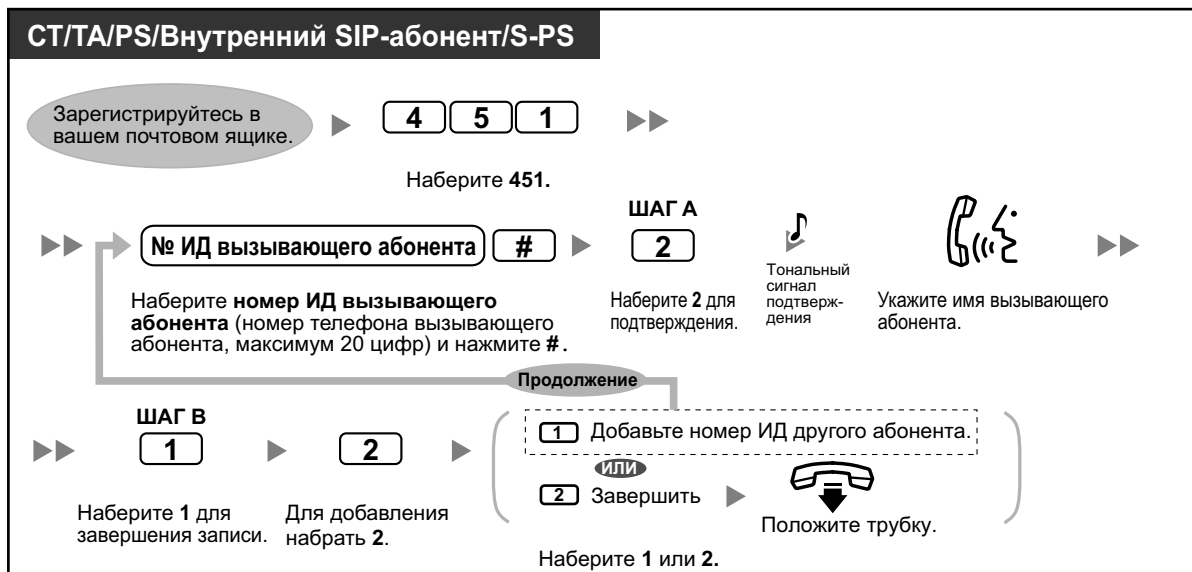 СТ/ТА/PS/Внутренний SIP-абонент/S-PS
Зарегистрируйтесь в
вашем почтовом ящике.
4 5 1
Наберите 451.
№ ИД вызывающего абонента #
Наберите номер ИД вызывающего
абонента (номер телефона вызывающего
абонента, максимум 20 цифр) и нажмите #.
ШАГ А
2
Наберите 2 для
подтверждения.
Тональный
сигнал
подтверж-
дения
Укажите имя вызывающего
абонента.
Продолжение
ШАГ В
1
Наберите 1 для
завершения записи.
2
Для добавления
набрать 2.
1 Добавьте номер ИД другого абонента.
ИЛИ
2 Завершить
Положите трубку.
Наберите 1 или 2.